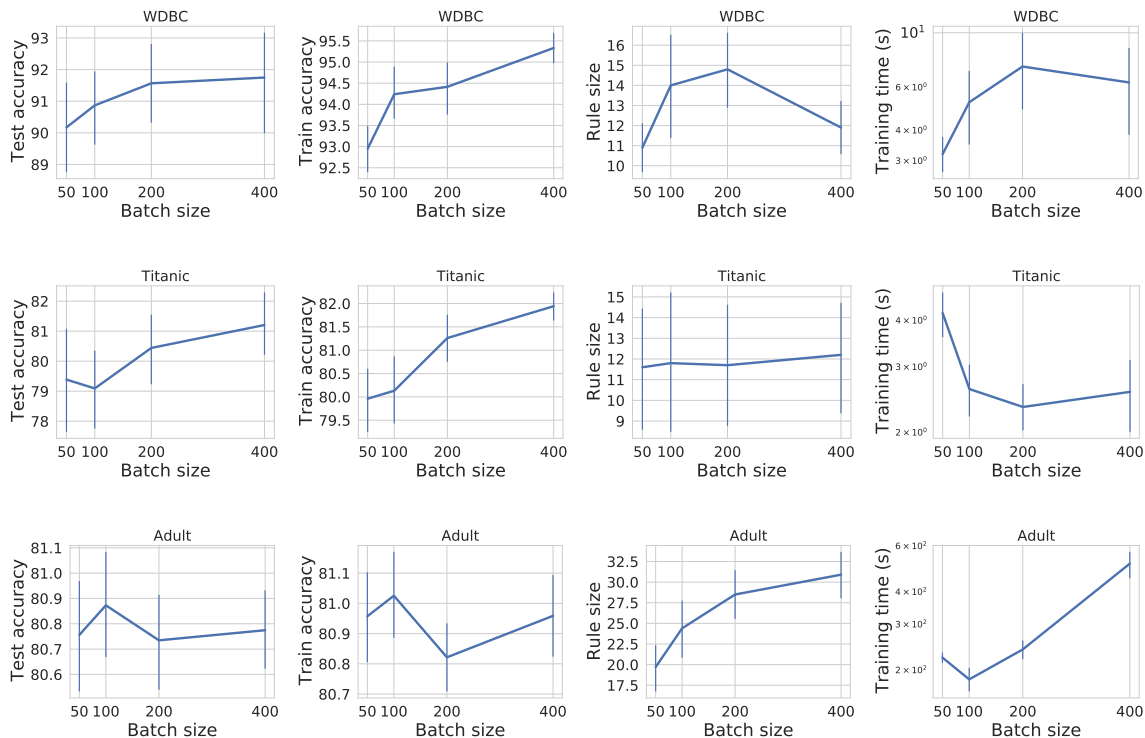 WDBC
Test accuracy
93
92
91
90
89
50 100 200 400
Batch size
WDBC
Train accuracy
95.5
95.0
94.5
94.0
93.5
93.0
92.5
50 100 200 400
Batch size
WDBC
Rule size
16
15
14
13
12
11
10
50 100 200 400
Batch size
WDBC
Training time (s)
10¹
6 × 10⁰
4 × 10⁰
3 × 10⁰
50 100 200 400
Batch size
Titanic
Test accuracy
82
81
80
79
78
50 100 200 400
Batch size
Titanic
Train accuracy
82.0
81.5
81.0
80.5
80.0
79.5
50 100 200 400
Batch size
Titanic
Rule size
15
14
13
12
11
10
9
50 100 200 400
Batch size
Titanic
Training time (s)
4 × 10⁰
3 × 10⁰
2 × 10⁰
50 100 200 400
Batch size
Adult
Test accuracy
81.1
81.0
80.9
80.8
80.7
80.6
50 100 200 400
Batch size
Adult
Train accuracy
81.1
81.0
80.9
80.8
80.7
50 100 200 400
Batch size
Adult
Rule size
32.5
30.0
27.5
25.0
22.5
20.0
17.5
50 100 200 400
Batch size
Adult
Training time (s)
6 × 10²
4 × 10²
3 × 10²
2 × 10²
50 100 200 400
Batch size